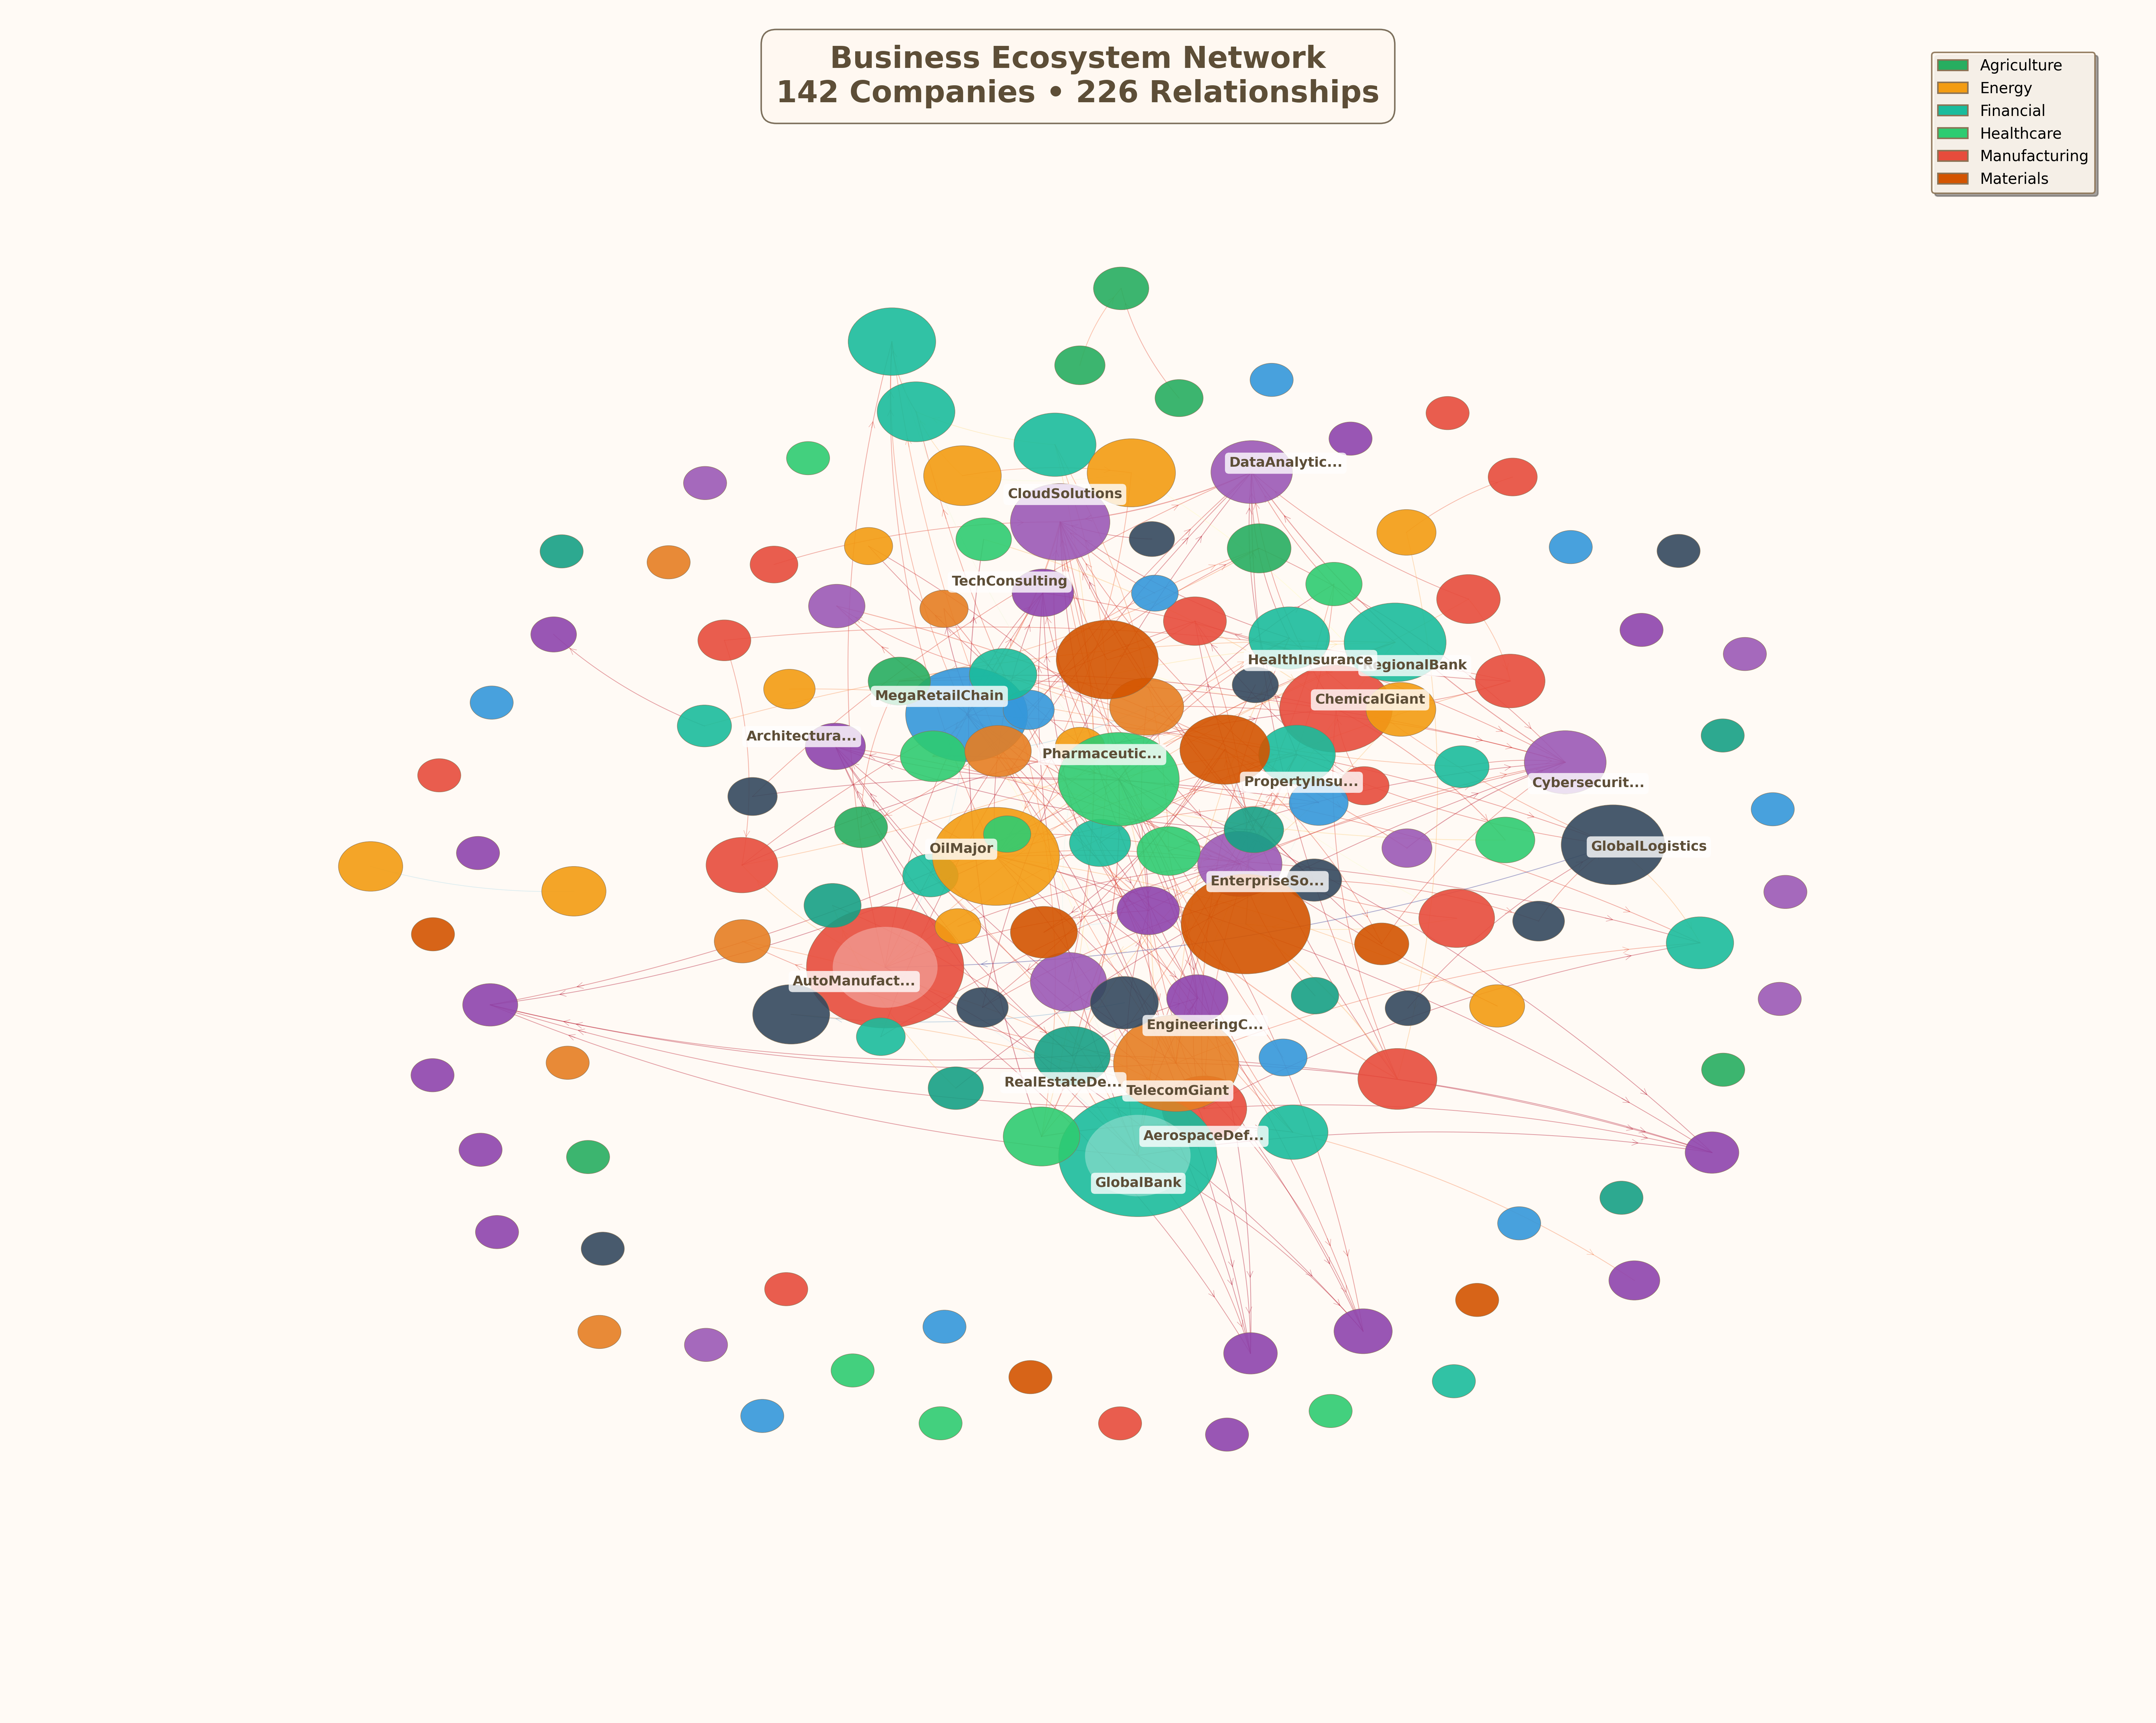 Business Ecosystem Network
142 Companies • 226 Relationships
Agriculture
Energy
Financial
Healthcare
Manufacturing
Materials
DataAnalytic...
CloudSolutions
TechConsulting
HealthInsurance
RegionalBank
MegaRetailChain
ChemicalGiant
Architectura...
Pharmaceutic...
PropertyInsu...
Cybersecurit...
OilMajor
GlobalLogistics
EnterpriseSo...
AutoManufact...
EngineeringC...
RealEstateDe...
TelecomGiant
AerospaceDef...
GlobalBank